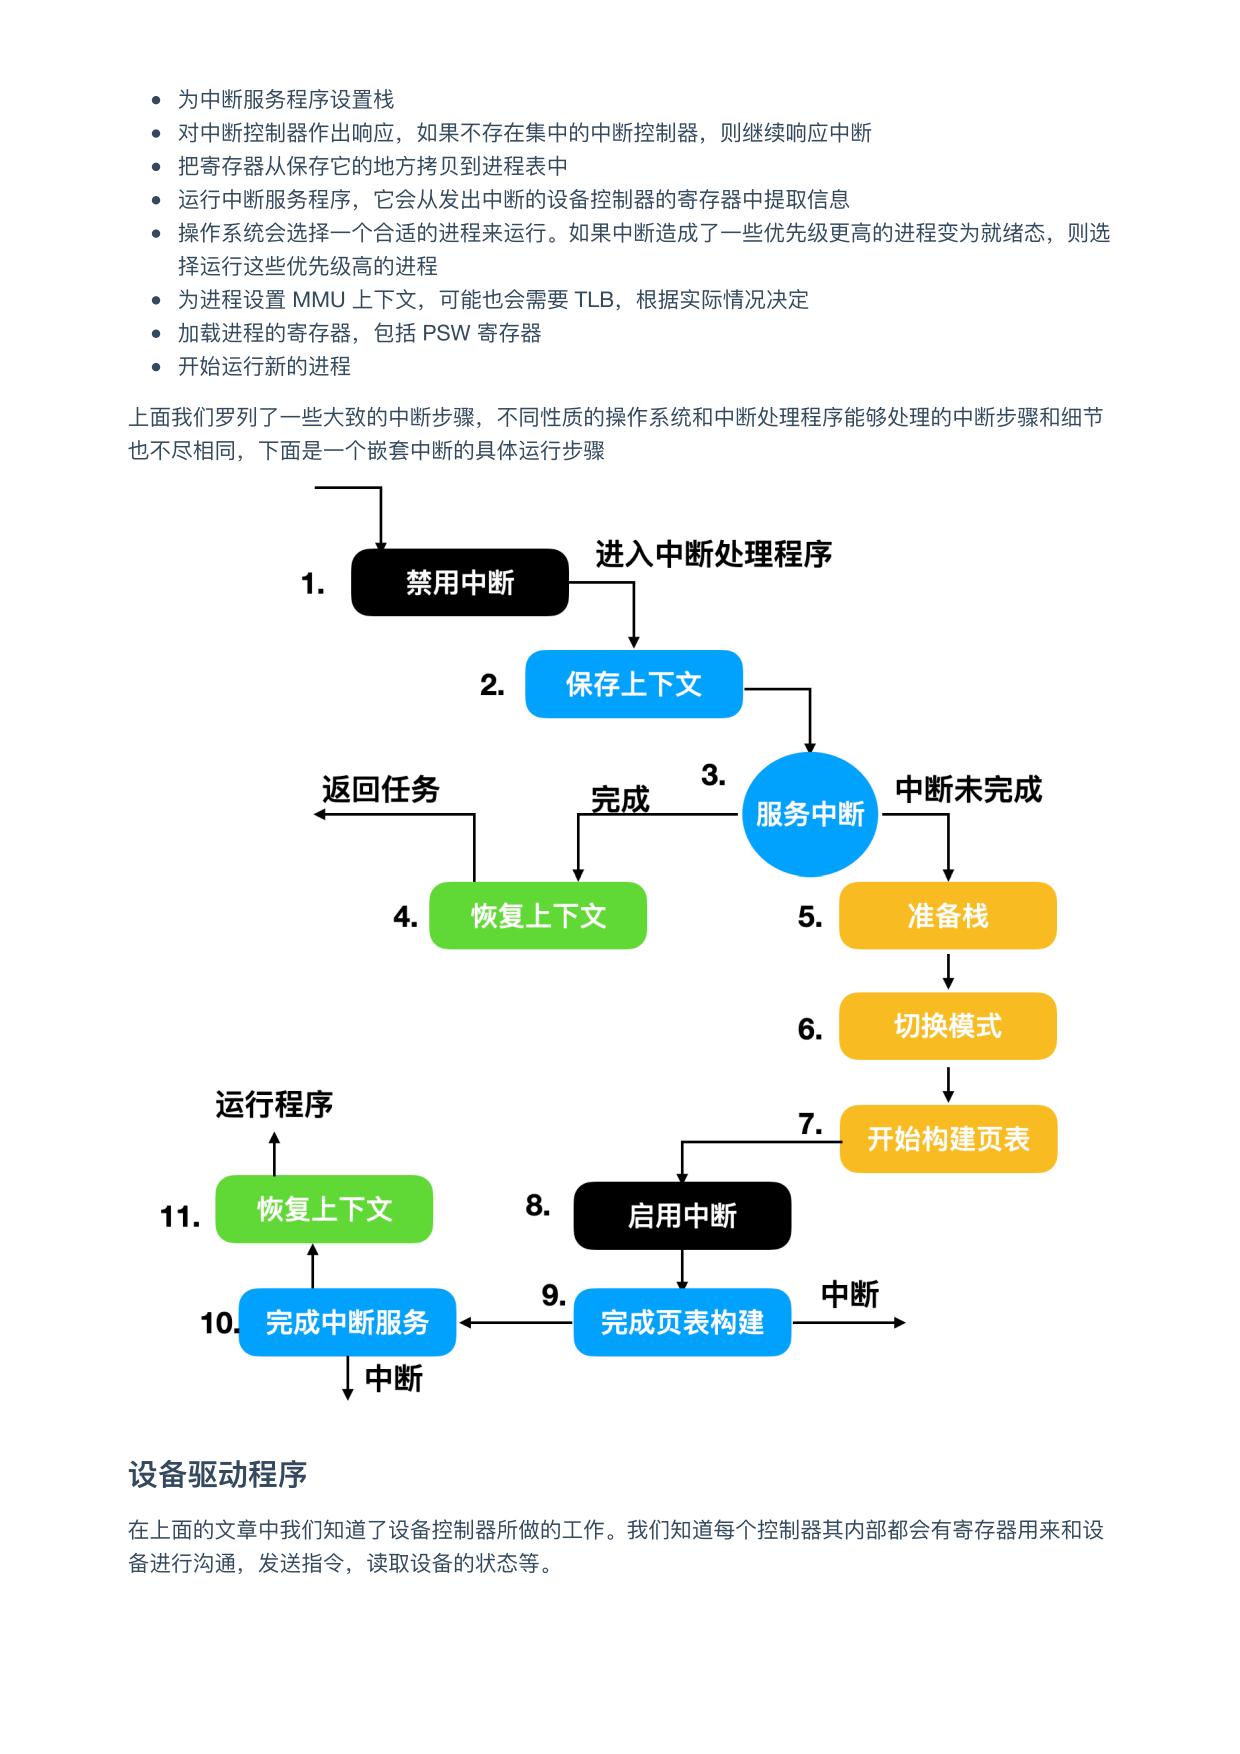 • 为中断服务程序设置栈
• 对中断控制器作出响应，如果不存在集中的中断控制器，则继续响应中断
• 把寄存器从保存它的地方拷贝到进程表中
• 运行中断服务程序，它会从发出中断的设备控制器的寄存器中提取信息
• 操作系统会选择一个合适的进程来运行。如果中断造成了一些优先级更高的进程变为就绪态，则选
择运行这些优先级高的进程
• 为进程设置 MMU 上下文，可能也会需要 TLB，根据实际情况决定
• 加载进程的寄存器，包括 PSW 寄存器
• 开始运行新的进程
上面我们罗列了一些大致的中断步骤，不同性质的操作系统和中断处理程序能够处理的中断步骤和细节
也不尽相同，下面是一个嵌套中断的具体运行步骤
进入中断处理程序
1. 禁用中断
2. 保存上下文
3.
返回任务
完成
服务中断
中断未完成
4. 恢复上下文
5. 准备栈
6. 切换模式
运行程序
7. 开始构建页表
8. 启用中断
11. 恢复上下文
9. 完成页表构建
中断
10. 完成中断服务
中断
设备驱动程序
在上面的文章中我们知道了设备控制器所做的工作。我们知道每个控制器其内部都会有寄存器用来和设
备进行沟通，发送指令，读取设备的状态等。